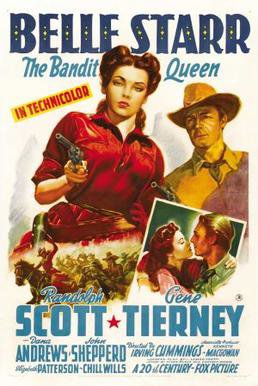 BELLE STARR
The Bandit Queen
IN TECHNICOLOR
Randolph Gene
SCOTT ★ TIERNEY
with
Dana John
ANDREWS · SHEPPERD
Elizabeth
PATTERSON · CHILL WILLS
Directed by
IRVING CUMMINGS
Associate Producer
KENNETH
MACGOWAN
A 20th CENTURY-FOX PICTURE